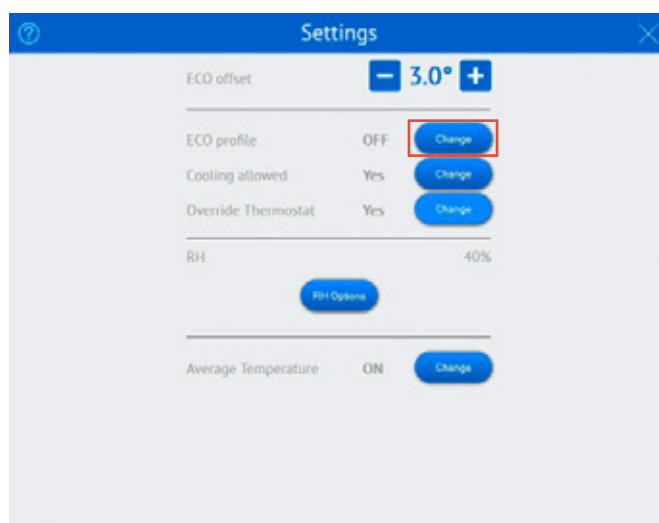 ? Settings X
ECO offset − 3.0° +
ECO profile OFF Change
Cooling allowed Yes Change
Override Thermostat Yes Change
RH 40%
RH Options
Average Temperature ON Change